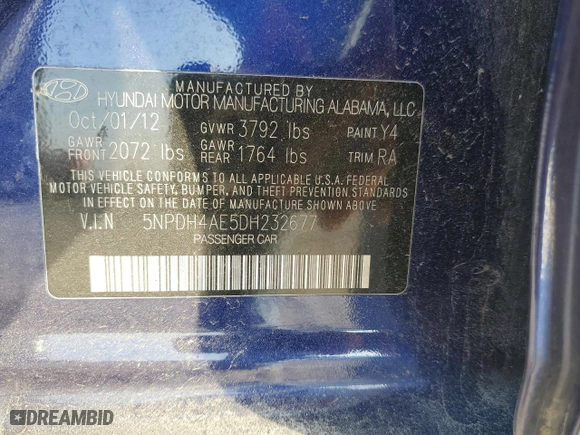 MANUFACTURED BY
HYUNDAI MOTOR MANUFACTURING ALABAMA, LLC
Oct/01/12 GVWR 3792 lbs PAINT Y4
GAWR FRONT 2072 lbs GAWR REAR 1764 lbs TRIM RA
THIS VEHICLE CONFORMS TO ALL APPLICABLE U.S.A. FEDERAL
MOTOR VEHICLE SAFETY, BUMPER, AND THEFT PREVENTION STANDARDS
IN EFFECT ON THE DATE OF MANUFACTURE SHOWN ABOVE
V.I.N 5NPDH4AE5DH232677
PASSENGER CAR
DREAMBID